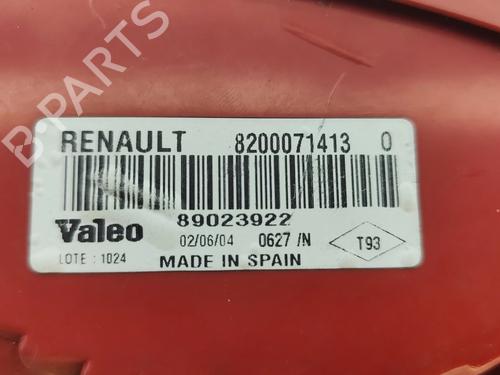 B-PARTS
RENAULT 8200071413 0
89023922
Valeo 02/06/04 0627 /N T93
LOTE : 1024 MADE IN SPAIN